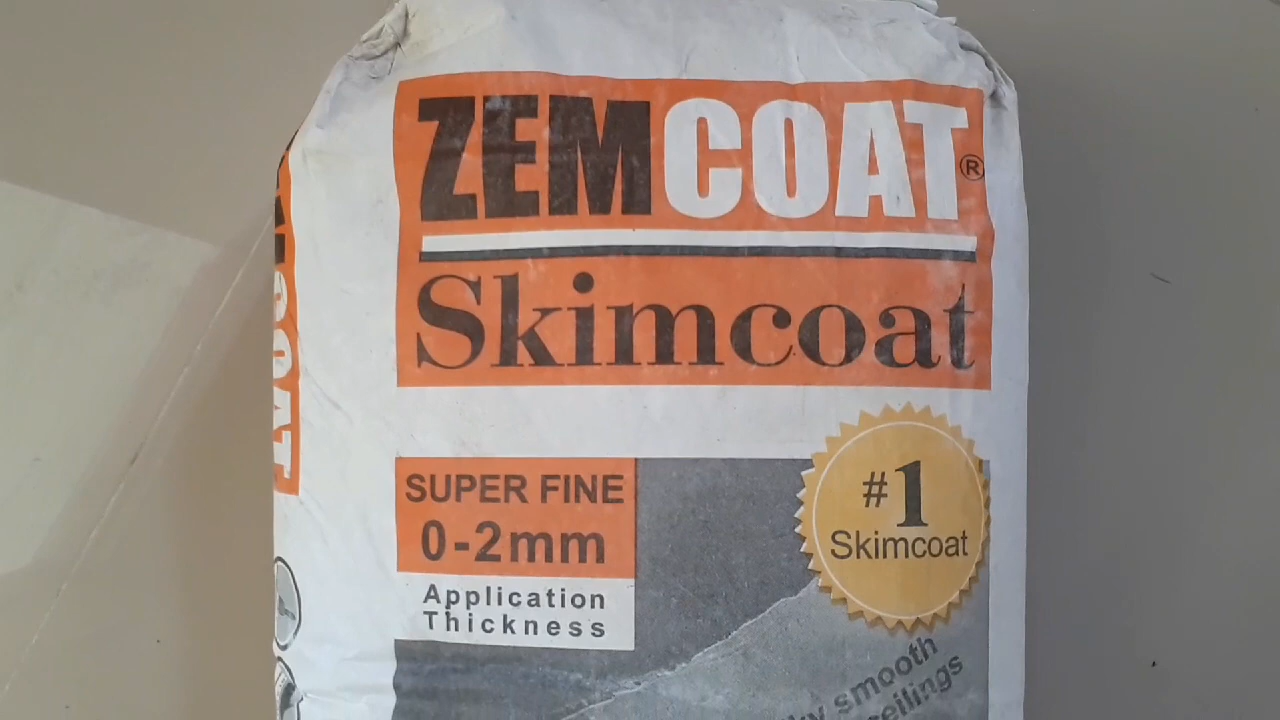 ZEMCOAT®
Skimcoat
SUPER FINE
0-2mm
Application
Thickness
#1
Skimcoat
smooth
ceilings